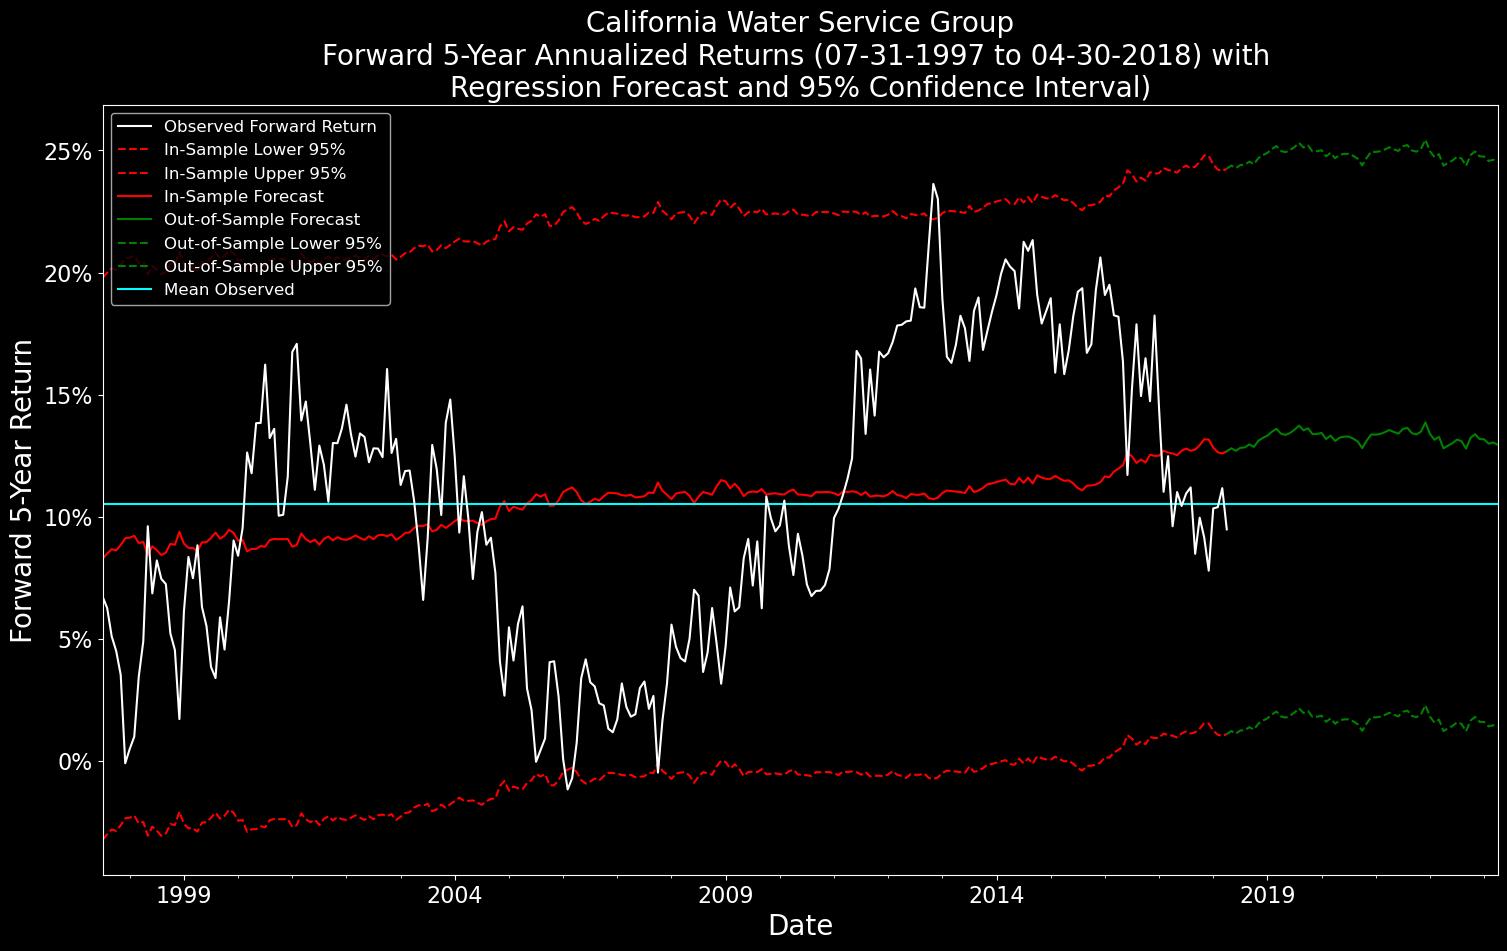 California Water Service Group
Forward 5-Year Annualized Returns (07-31-1997 to 04-30-2018) with
Regression Forecast and 95% Confidence Interval)
Observed Forward Return
In-Sample Lower 95%
In-Sample Upper 95%
In-Sample Forecast
Out-of-Sample Forecast
Out-of-Sample Lower 95%
Out-of-Sample Upper 95%
Mean Observed
Forward 5-Year Return
25%
20%
15%
10%
5%
0%
1999
2004
2009
2014
2019
Date